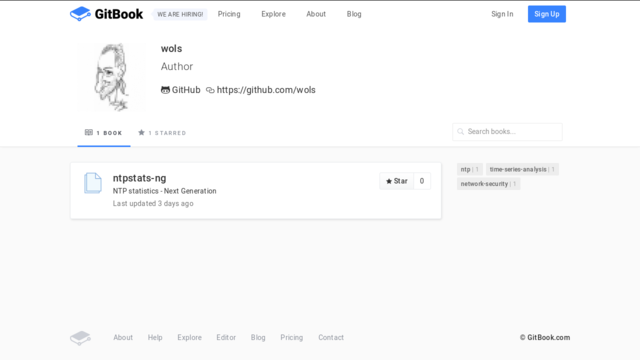 GitBook WE ARE HIRING! Pricing Explore About Blog Sign In Sign Up
wols
Author
GitHub https://github.com/wols
1 BOOK 1 STARRED Search books...
ntpstats-ng
NTP statistics - Next Generation
Last updated 3 days ago
Star 0
ntp | 1 time-series-analysis | 1
network-security | 1
About Help Explore Editor Blog Pricing Contact © GitBook.com